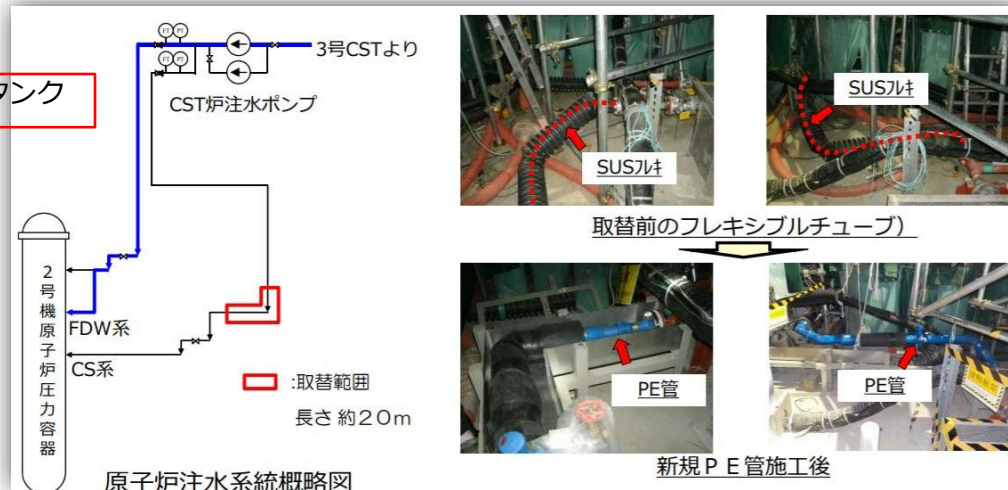 タンク
FT
FT
PT
PT
3号CSTより
CST炉注水ポンプ
2号機原子炉圧力容器
FDW系
CS系
:取替範囲
長さ 約20m
原子炉注水系統概略図
SUSフレキ
SUSフレキ
取替前のフレキシブルチューブ)
PE管
PE管
新規PE管施工後